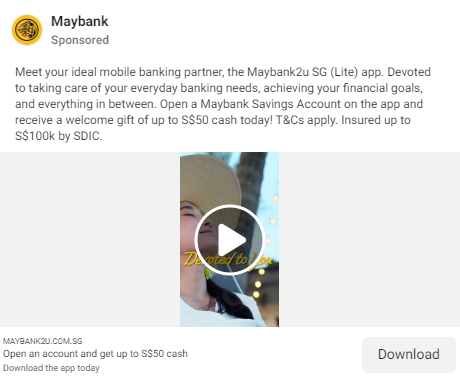 Maybank
Sponsored
Meet your ideal mobile banking partner, the Maybank2u SG (Lite) app. Devoted
to taking care of your everyday banking needs, achieving your financial goals,
and everything in between. Open a Maybank Savings Account on the app and
receive a welcome gift of up to S$50 cash today! T&Cs apply. Insured up to
S$100k by SDIC.
Devoted to You
MAYBANK2U.COM.SG
Open an account and get up to S$50 cash
Download the app today
Download